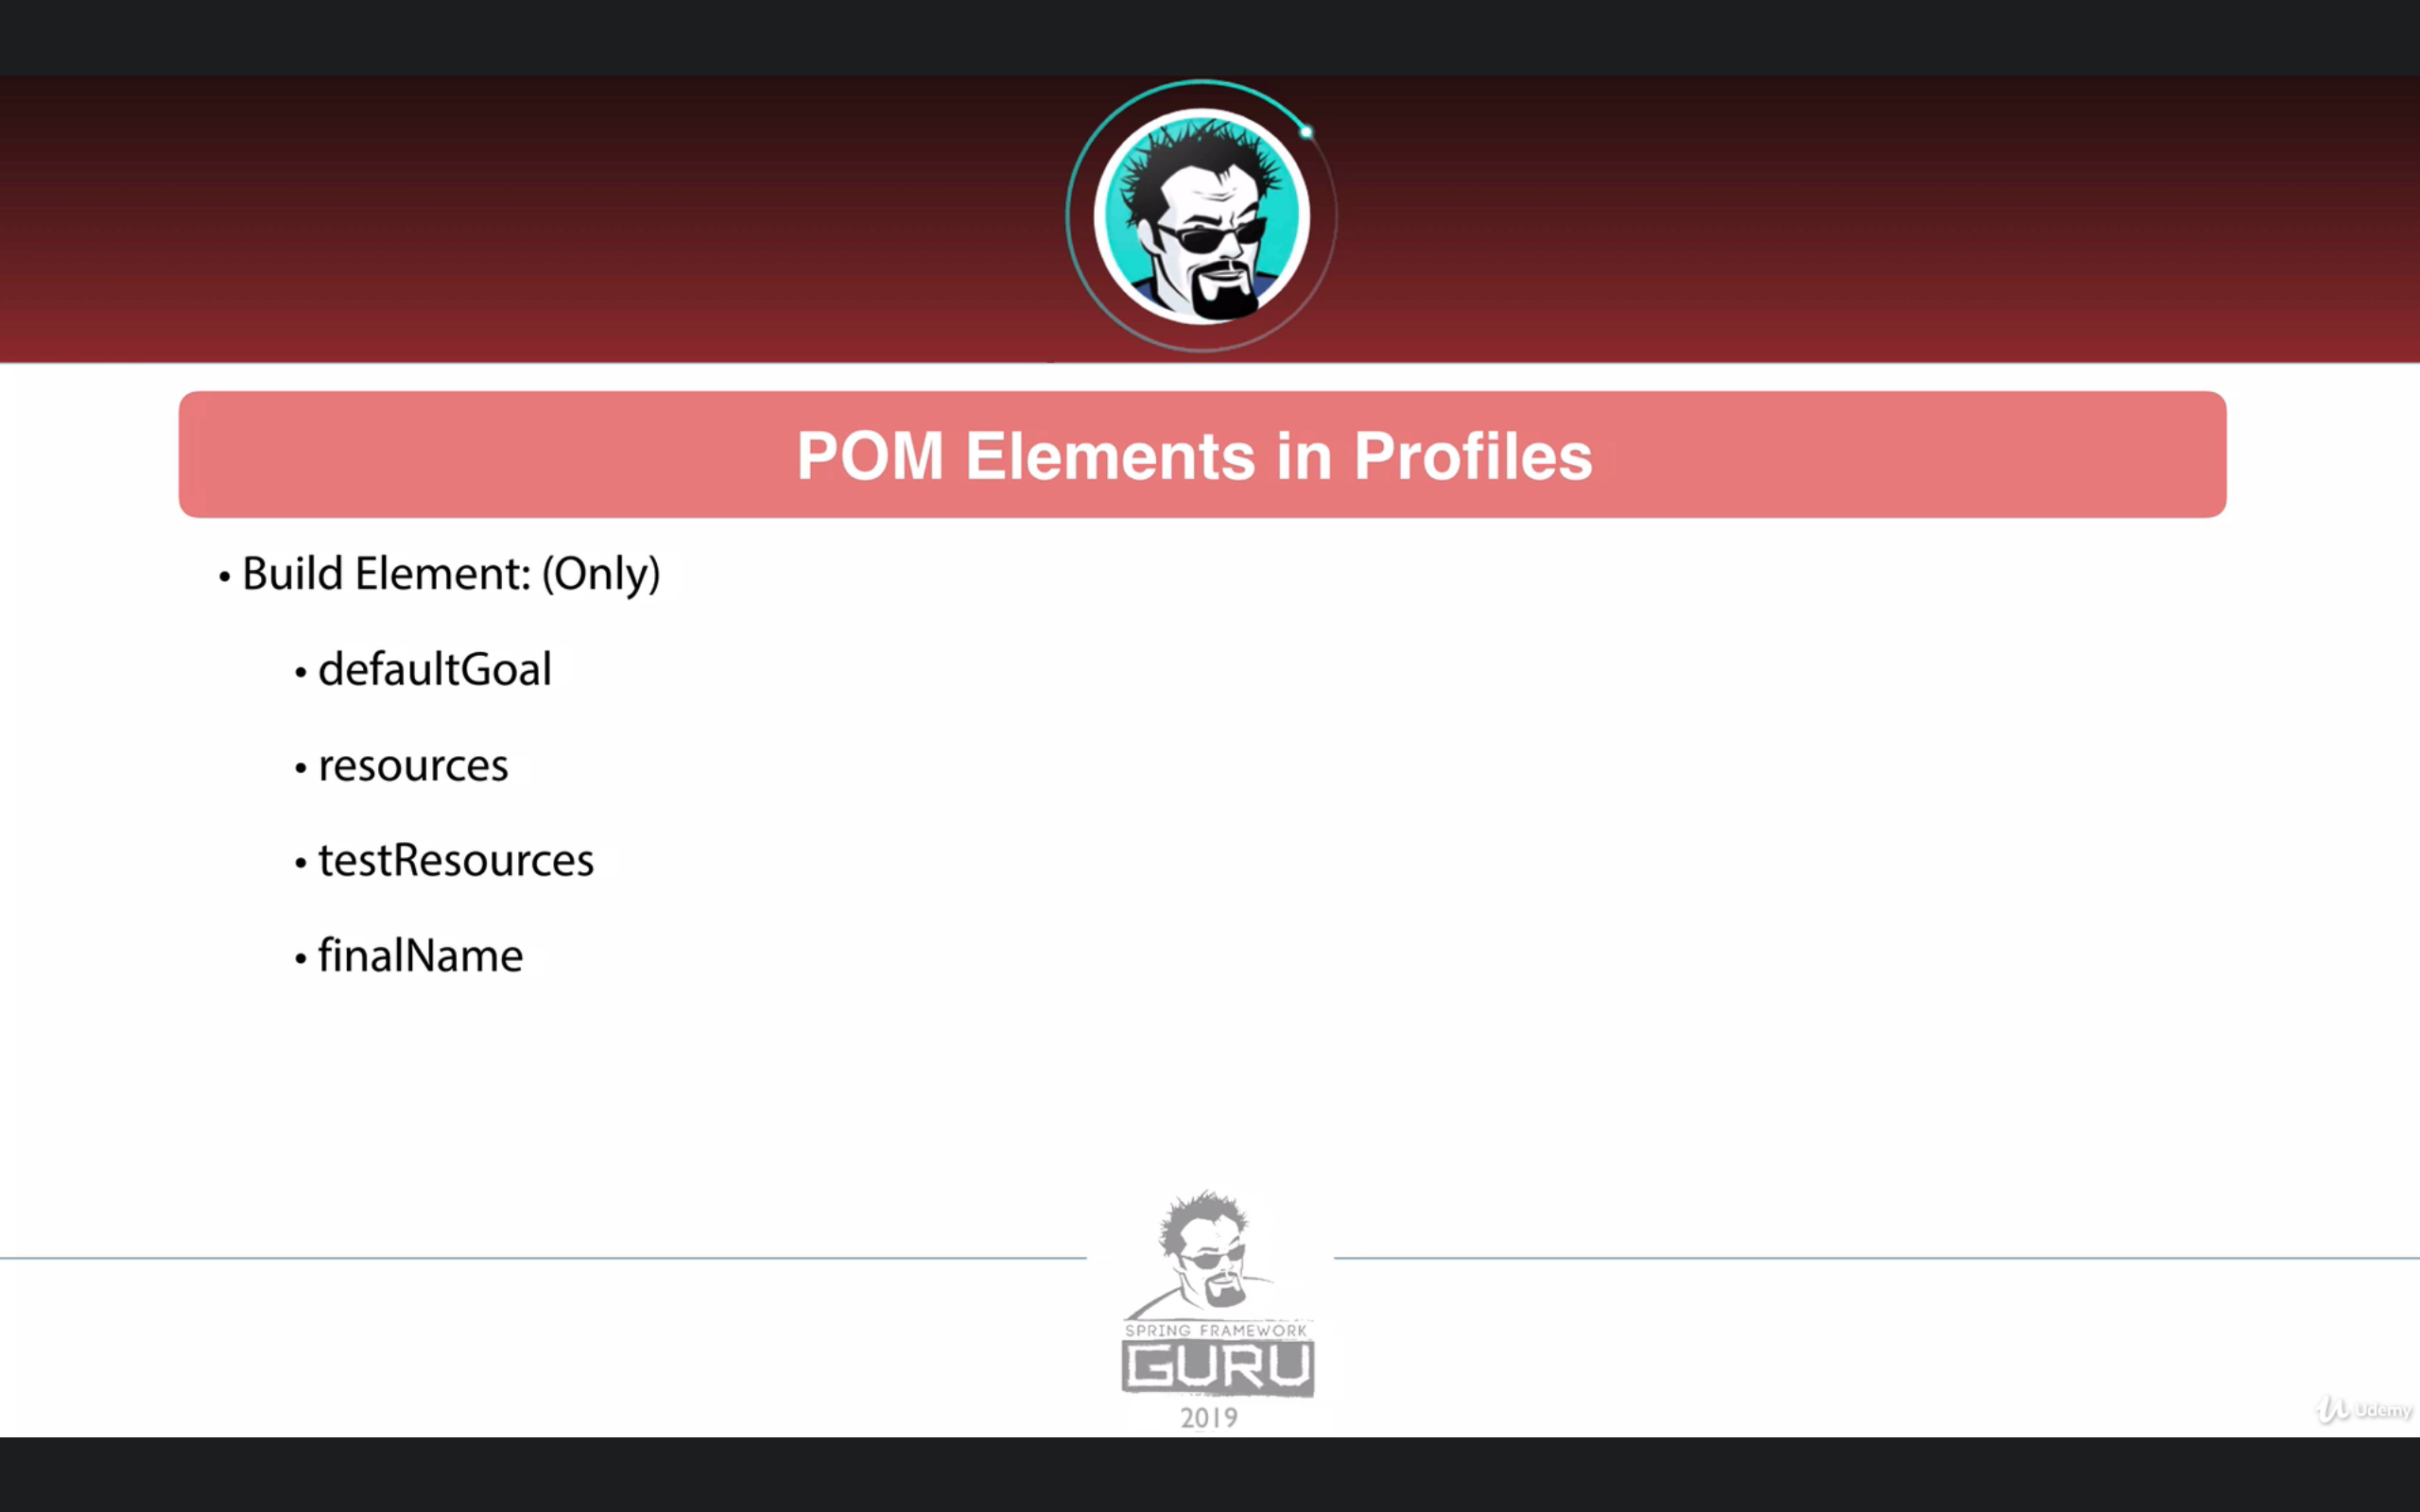 POM Elements in Profiles
• Build Element: (Only)
• defaultGoal
• resources
• testResources
• finalName
SPRING FRAMEWORK
GURU
2019
Udemy